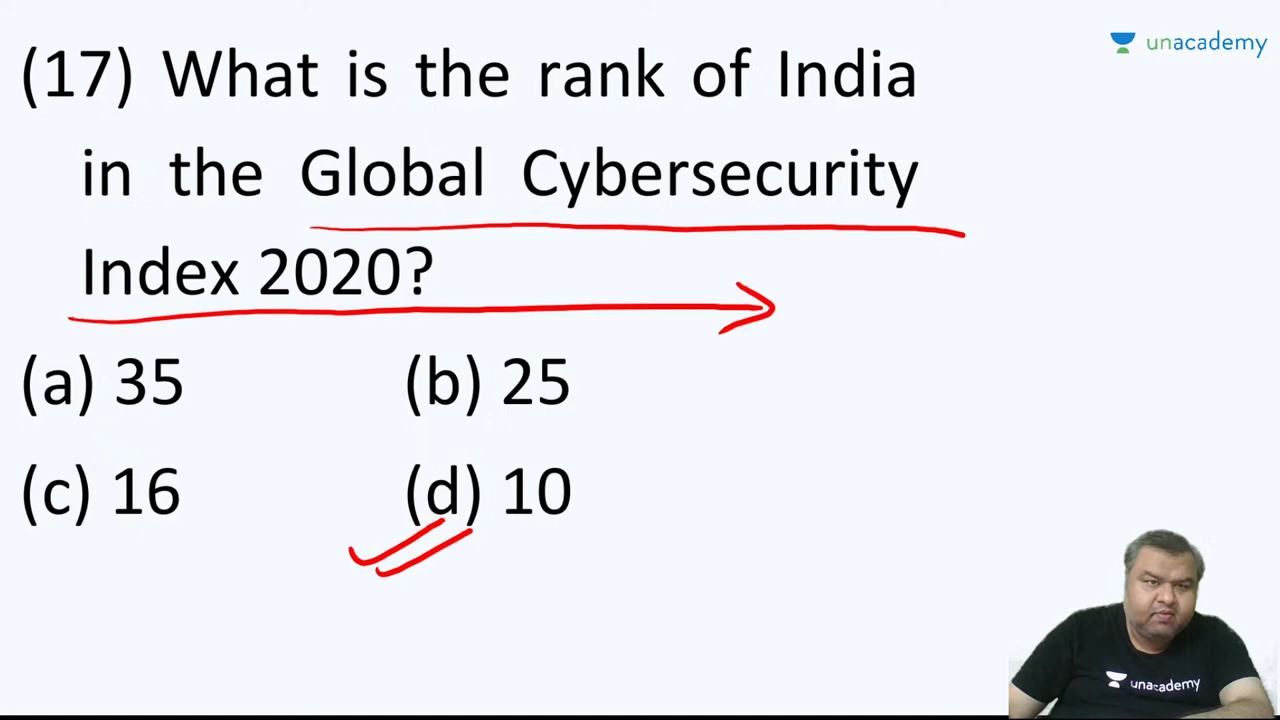 unacademy
(17) What is the rank of India
in the Global Cybersecurity
Index 2020?
(a) 35 (b) 25
(c) 16 (d) 10
unacademy